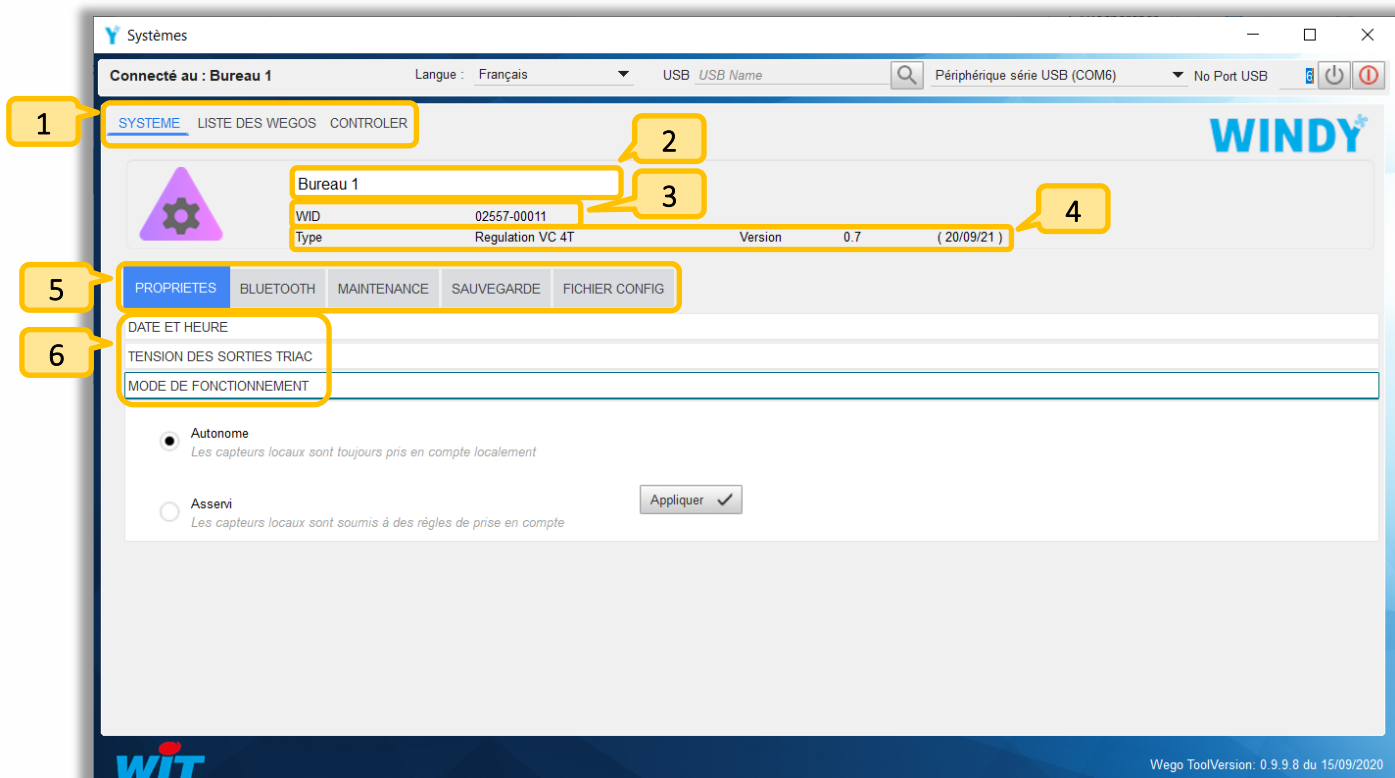 Systèmes
Connecté au : Bureau 1 Langue : Français USB USB Name Périphérique série USB (COM6) No Port USB 6
1 SYSTEME LISTE DES WEGOS CONTROLER WINDY
2
Bureau 1
3
WID 02557-00011
4
Type Regulation VC 4T Version 0.7 ( 20/09/21 )
5 PROPRIETES BLUETOOTH MAINTENANCE SAUVEGARDE FICHIER CONFIG
DATE ET HEURE
6 TENSION DES SORTIES TRIAC
MODE DE FONCTIONNEMENT
Autonome
Les capteurs locaux sont toujours pris en compte localement
Asservi Appliquer
Les capteurs locaux sont soumis à des règles de prise en compte
WIT
Wego ToolVersion: 0.9.9.8 du 15/09/2020